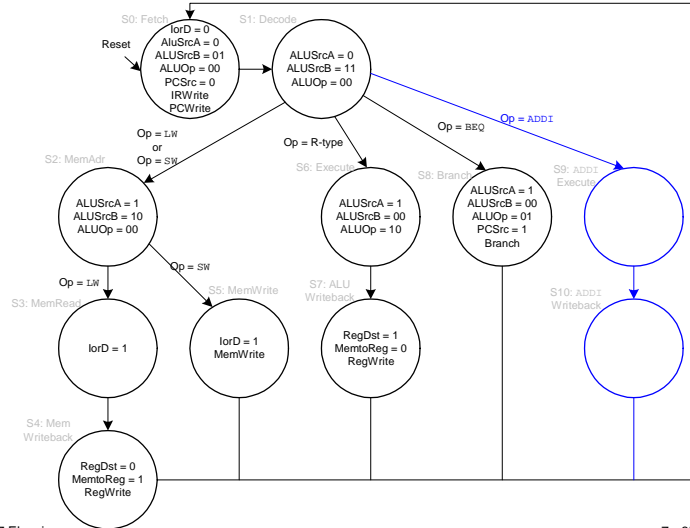 S0: Fetch
S1: Decode
Reset
IorD = 0
AluSrcA = 0
ALUSrcB = 01
ALUOp = 00
PCSrc = 0
IRWrite
PCWrite
ALUSrcA = 0
ALUSrcB = 11
ALUOp = 00
Op = LW
or
Op = SW
Op = R-type
Op = BEQ
Op = ADDI
S2: MemAdr
S6: Execute
S8: Branch
S9: ADDI
Execute
ALUSrcA = 1
ALUSrcB = 10
ALUOp = 00
ALUSrcA = 1
ALUSrcB = 00
ALUOp = 10
ALUSrcA = 1
ALUSrcB = 00
ALUOp = 01
PCSrc = 1
Branch
Op = LW
Op = SW
S3: MemRead
S5: MemWrite
S7: ALU
Writeback
S10: ADDI
Writeback
IorD = 1
IorD = 1
MemWrite
RegDst = 1
MemtoReg = 0
RegWrite
S4: Mem
Writeback
RegDst = 0
MemtoReg = 1
RegWrite